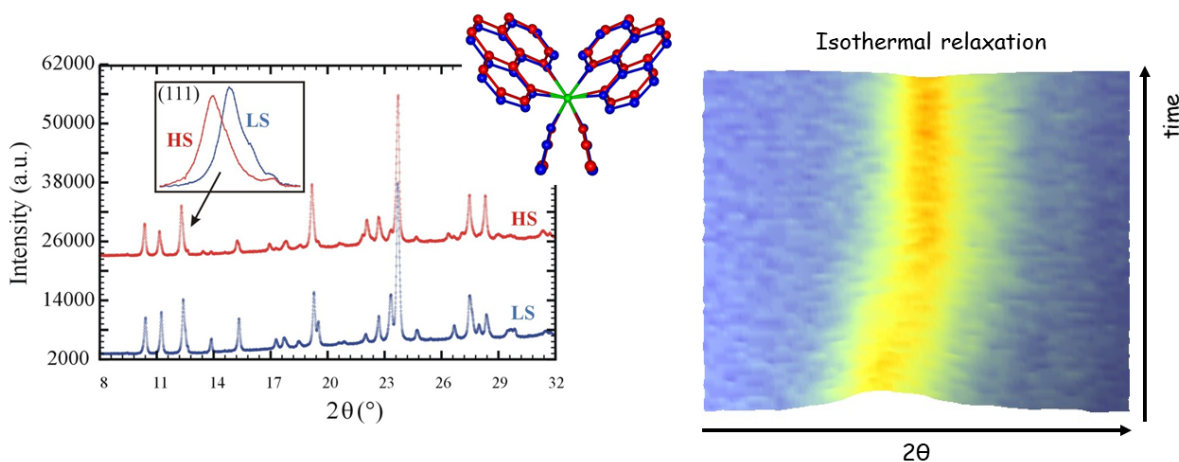 62000
50000
38000
26000
14000
2000
Intensity (a.u.)
(111)
HS
LS
HS
LS
8 11 14 17 20 23 26 29 32
2θ(°)
Isothermal relaxation
time
2θ